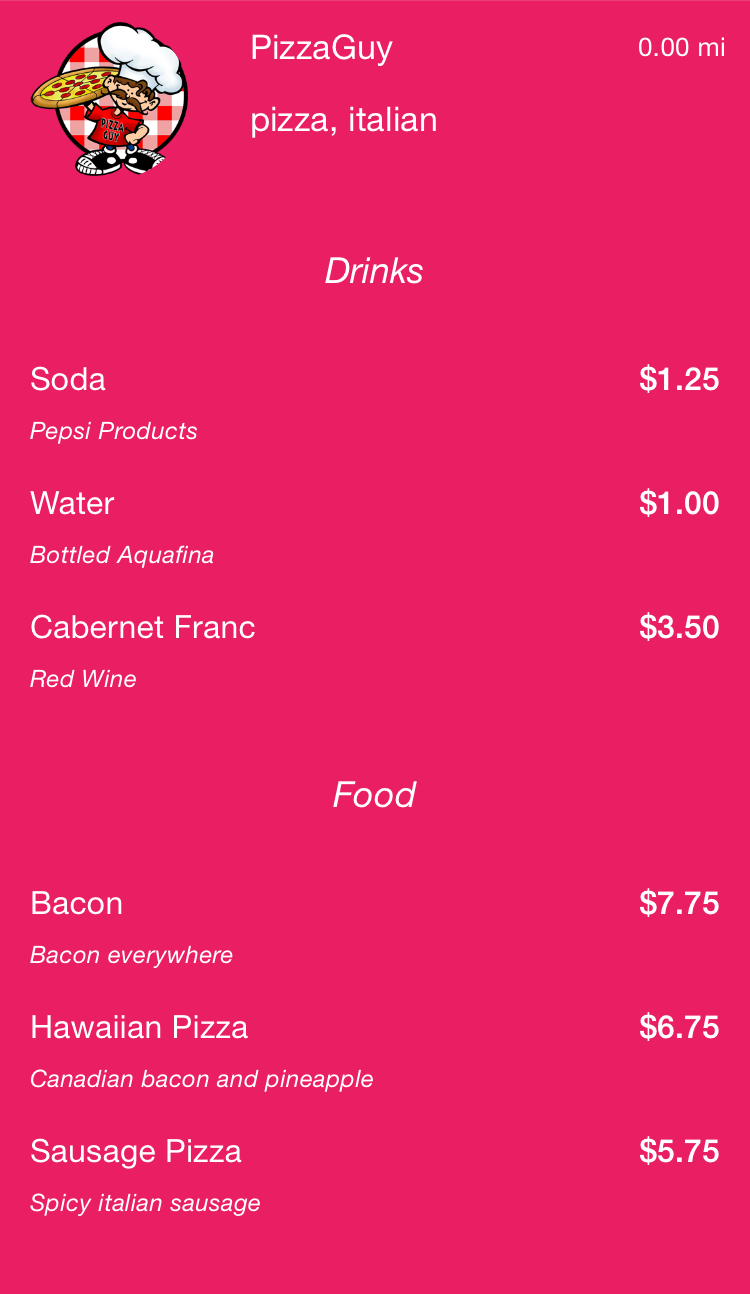 PIZZA
GUY
PizzaGuy
0.00 mi
pizza, italian
Drinks
Soda
$1.25
Pepsi Products
Water
$1.00
Bottled Aquafina
Cabernet Franc
$3.50
Red Wine
Food
Bacon
$7.75
Bacon everywhere
Hawaiian Pizza
$6.75
Canadian bacon and pineapple
Sausage Pizza
$5.75
Spicy italian sausage